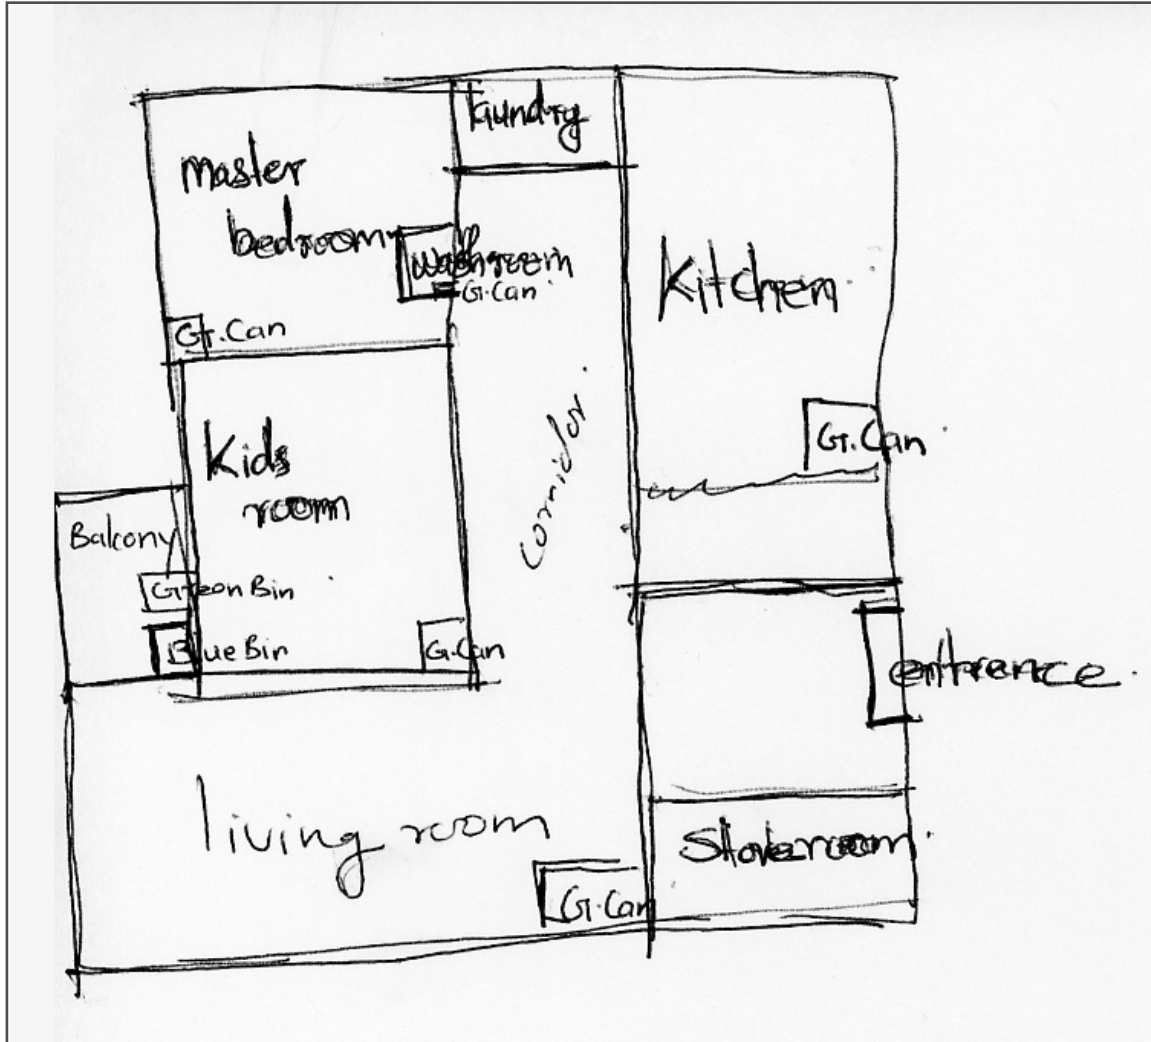 laundry
master
bedroom
washroom
G.Can
Kitchen
G.Can
Kids
room
corridor
G.Can
Balcony
Green Bin
Blue Bin
G.Can
entrence
living room
Storeroom
G.Can